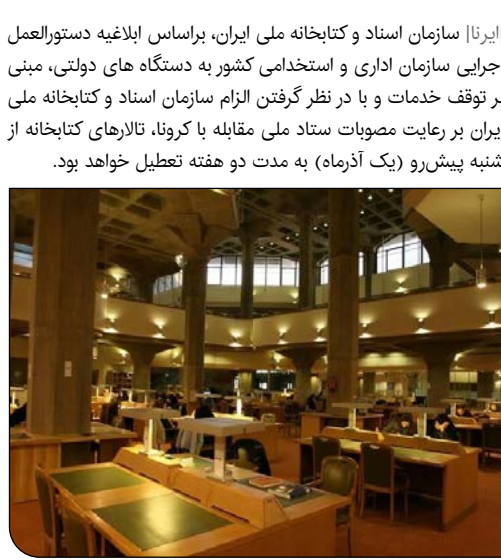 |ایرنا| سازمان اسناد و کتابخانه ملی ایران، براساس ابلاغیه دستورالعمل
جرایی سازمان اداری و استخدامی کشور به دستگاه های دولتی، مبنی
بر توقف خدمات و با در نظر گرفتن الزام سازمان اسناد و کتابخانه ملی
یران بر رعایت مصوبات ستاد ملی مقابله با کرونا، تالارهای کتابخانه از
شنبه پیش‌رو (یک آذرماه) به مدت دو هفته تعطیل خواهد بود.